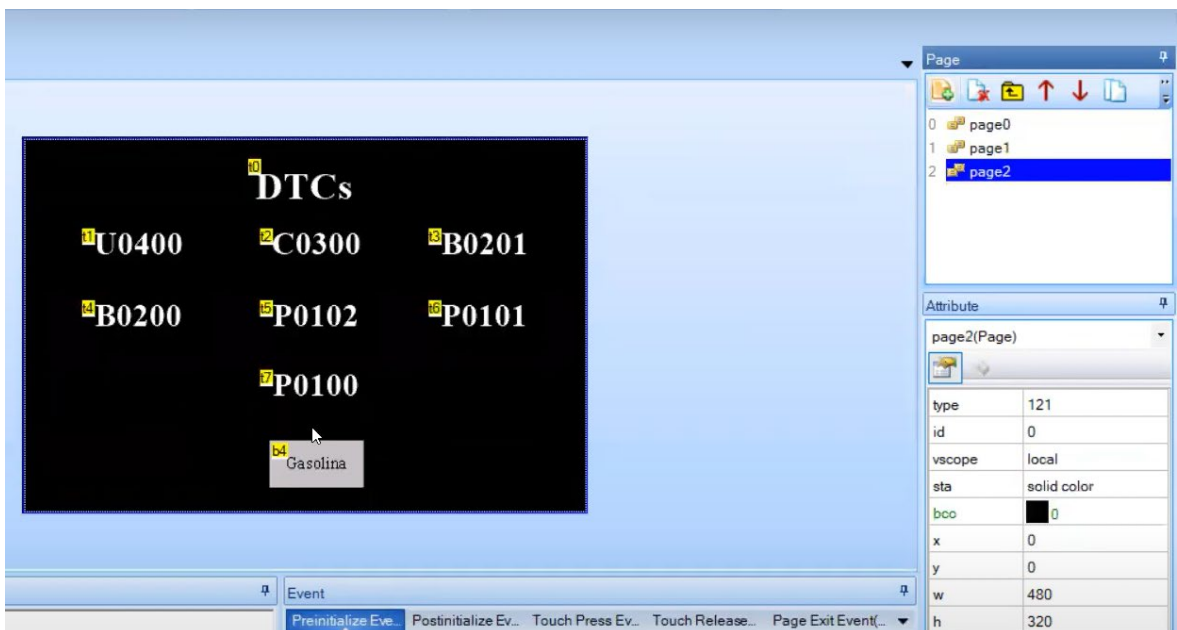 Page
0 page0
1 page1
2 page2
t0
DTCs
t1 U0400 t2 C0300 t3 B0201
t4 B0200 t5 P0102 t6 P0101
t7 P0100
b4
Gasolina
Attribute
page2(Page)
type 121
id 0
vscope local
sta solid color
bco 0
x 0
y 0
w 480
h 320
Event
Preinitialize Eve... Postinitialize Ev... Touch Press Ev... Touch Release... Page Exit Event(...